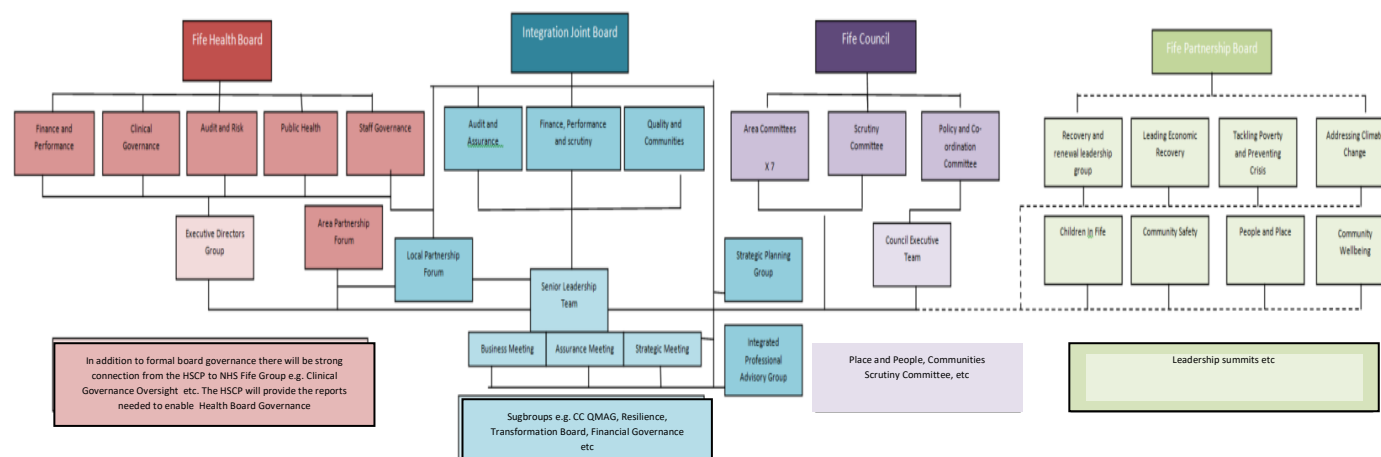 Fife Health Board
Integration Joint Board
Fife Council
Fife Partnership Board
Finance and
Performance
Clinical
Governance
Audit and Risk
Public Health
Staff Governance
Audit and
Assurance
Finance, Performance
and scrutiny
Quality and
Communities
Area Committees
X 7
Scrutiny
Committee
Policy and Co-
ordination
Committee
Recovery and
renewal leadership
group
Leading Economic
Recovery
Tackling Poverty
and Preventing
Crisis
Addressing Climate
Change
Executive Directors
Group
Area Partnership
Forum
Local Partnership
Forum
Senior Leadership
Team
Strategic Planning
Group
Council Executive
Team
Children in Fife
Community Safety
People and Place
Community
Wellbeing
Business Meeting
Assurance Meeting
Strategic Meeting
Integrated
Professional
Advisory Group
In addition to formal board governance there will be strong
connection from the HSCP to NHS Fife Group e.g. Clinical
Governance Oversight etc. The HSCP will provide the reports
needed to enable Health Board Governance
Sugbroups e.g. CC QMAG, Resilience,
Transformation Board, Financial Governance
etc
Place and People, Communities
Scrutiny Committee, etc
Leadership summits etc